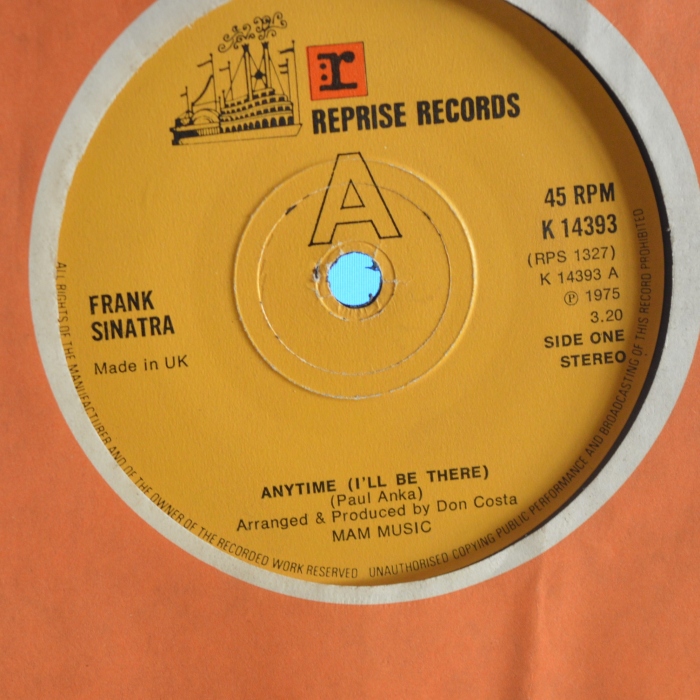 r
REPRISE RECORDS
A
45 RPM
K 14393
(RPS 1327)
K 14393 A
℗ 1975
3.20
SIDE ONE
STEREO
FRANK
SINATRA
Made in UK
ANYTIME (I'LL BE THERE)
(Paul Anka)
Arranged & Produced by Don Costa
MAM MUSIC
ALL RIGHTS OF THE MANUFACTURER AND OF THE OWNER OF THE RECORDED WORK RESERVED UNAUTHORISED COPYING PUBLIC PERFORMANCE AND BROADCASTING OF THIS RECORD PROHIBITED